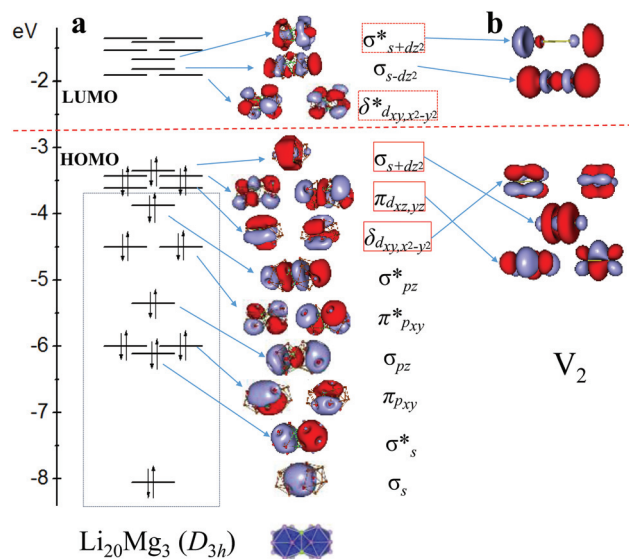 eV
a
b
-2
-3
-4
-5
-6
-7
-8
LUMO
HOMO
σ*ₛ₊dz²
σₛ₋dz²
δ*dxy,x²-y²
σₛ₊dz²
πdxz,yz
δdxy,x²-y²
σ*pz
π*pxy
σpz
πpxy
σ*ₛ
σₛ
V₂
Li₂₀Mg₃ (D₃ₕ)